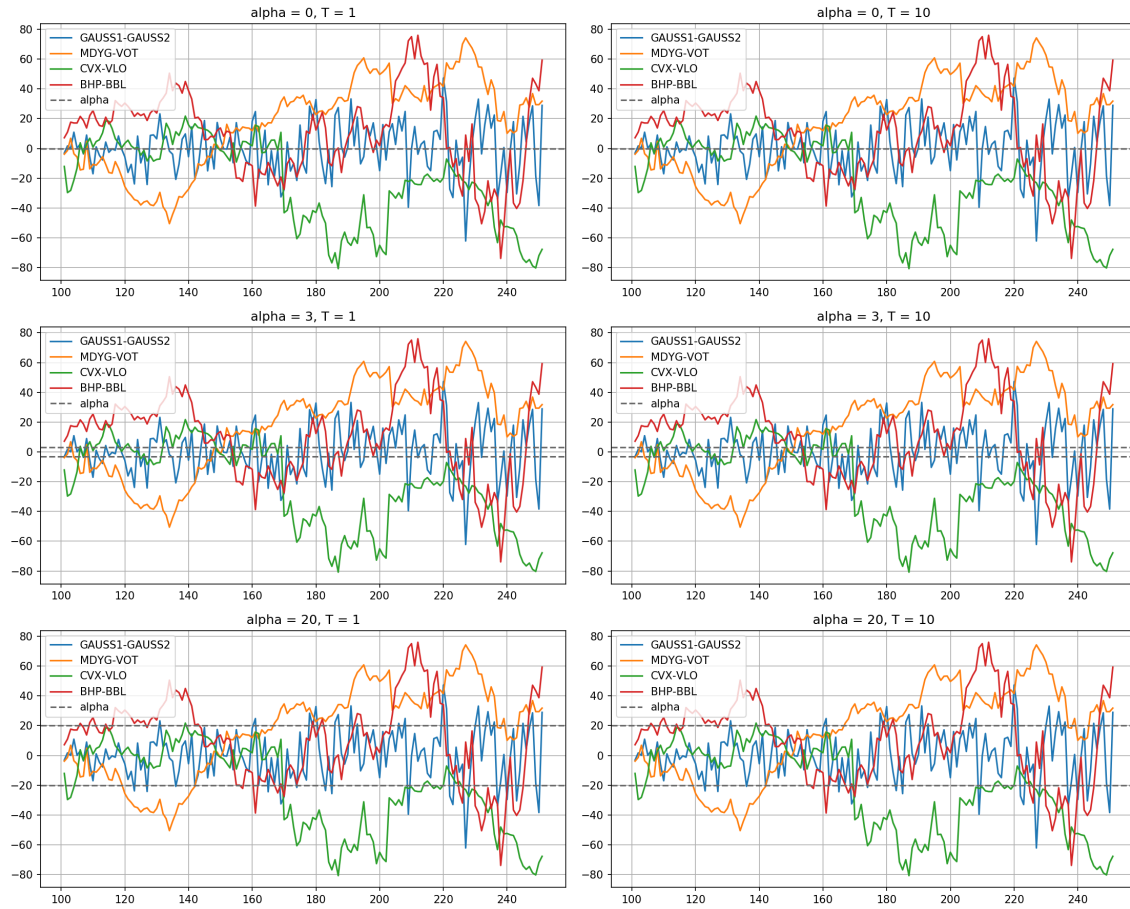 alpha = 0, T = 1
80
60
40
20
0
−20
−40
−60
−80
GAUSS1-GAUSS2
MDYG-VOT
CVX-VLO
BHP-BBL
alpha
100 120 140 160 180 200 220 240
alpha = 0, T = 10
80
60
40
20
0
−20
−40
−60
−80
GAUSS1-GAUSS2
MDYG-VOT
CVX-VLO
BHP-BBL
alpha
100 120 140 160 180 200 220 240
alpha = 3, T = 1
80
60
40
20
0
−20
−40
−60
−80
GAUSS1-GAUSS2
MDYG-VOT
CVX-VLO
BHP-BBL
alpha
100 120 140 160 180 200 220 240
alpha = 3, T = 10
80
60
40
20
0
−20
−40
−60
−80
GAUSS1-GAUSS2
MDYG-VOT
CVX-VLO
BHP-BBL
alpha
100 120 140 160 180 200 220 240
alpha = 20, T = 1
80
60
40
20
0
−20
−40
−60
−80
GAUSS1-GAUSS2
MDYG-VOT
CVX-VLO
BHP-BBL
alpha
100 120 140 160 180 200 220 240
alpha = 20, T = 10
80
60
40
20
0
−20
−40
−60
−80
GAUSS1-GAUSS2
MDYG-VOT
CVX-VLO
BHP-BBL
alpha
100 120 140 160 180 200 220 240